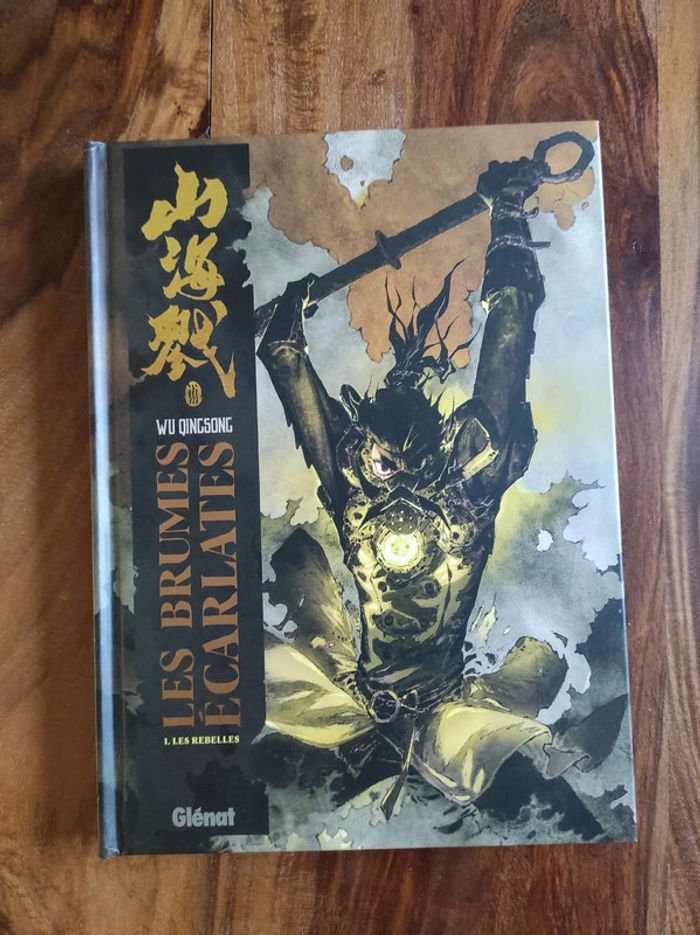 山
海
戮
WU QINGSONG
LES BRUMES
ÉCARLATES
1. LES REBELLES
Glénat